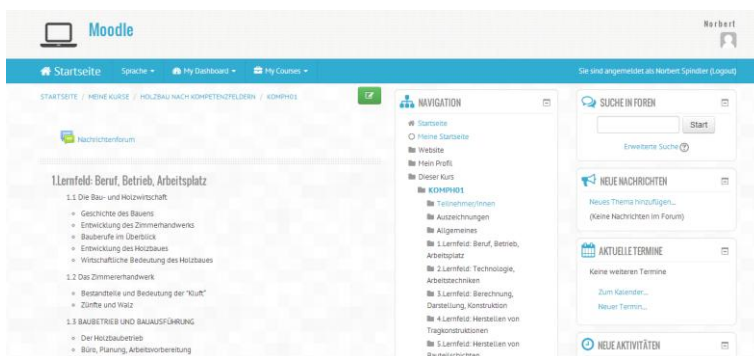 Moodle
Norbert
Startseite
Sprache
My Dashboard
My Courses
Sie sind angemeldet als Norbert Spindler (Logout)
STARTSEITE / MEINE KURSE / HOLZBAU NACH KOMPETENZFELDERN / KOMPH01
Nachrichtenforum
1.Lernfeld: Beruf, Betrieb, Arbeitsplatz
1.1 Die Bau- und Holzwirtschaft
Geschichte des Bauens
Entwicklung des Zimmerhandwerks
Bauberufe im Überblick
Entwicklung des Holzbaues
Wirtschaftliche Bedeutung des Holzbaues
1.2 Das Zimmererhandwerk
Bestandteile und Bedeutung der "Kluft"
Zünfte und Walz
1.3 BAUBETRIEB UND BAUAUSFÜHRUNG
Der Holzbaubetrieb
Büro, Planung, Arbeitsvorbereitung
NAVIGATION
Startseite
Meine Startseite
Website
Mein Profil
Dieser Kurs
KOMPH01
Teilnehmer/innen
Auszeichnungen
Allgemeines
1.Lernfeld: Beruf, Betrieb,
Arbeitsplatz
2.Lernfeld: Technologie,
Arbeitstechniken
3.Lernfeld: Berechnung,
Darstellung, Konstruktion
4.Lernfeld: Herstellen von
Tragkonstruktionen
5.Lernfeld: Herstellen von
SUCHE IN FOREN
Start
Erweiterte Suche
NEUE NACHRICHTEN
Neues Thema hinzufügen...
(Keine Nachrichten im Forum)
AKTUELLE TERMINE
Keine weiteren Termine
Zum Kalender...
Neuer Termin...
NEUE AKTIVITÄTEN